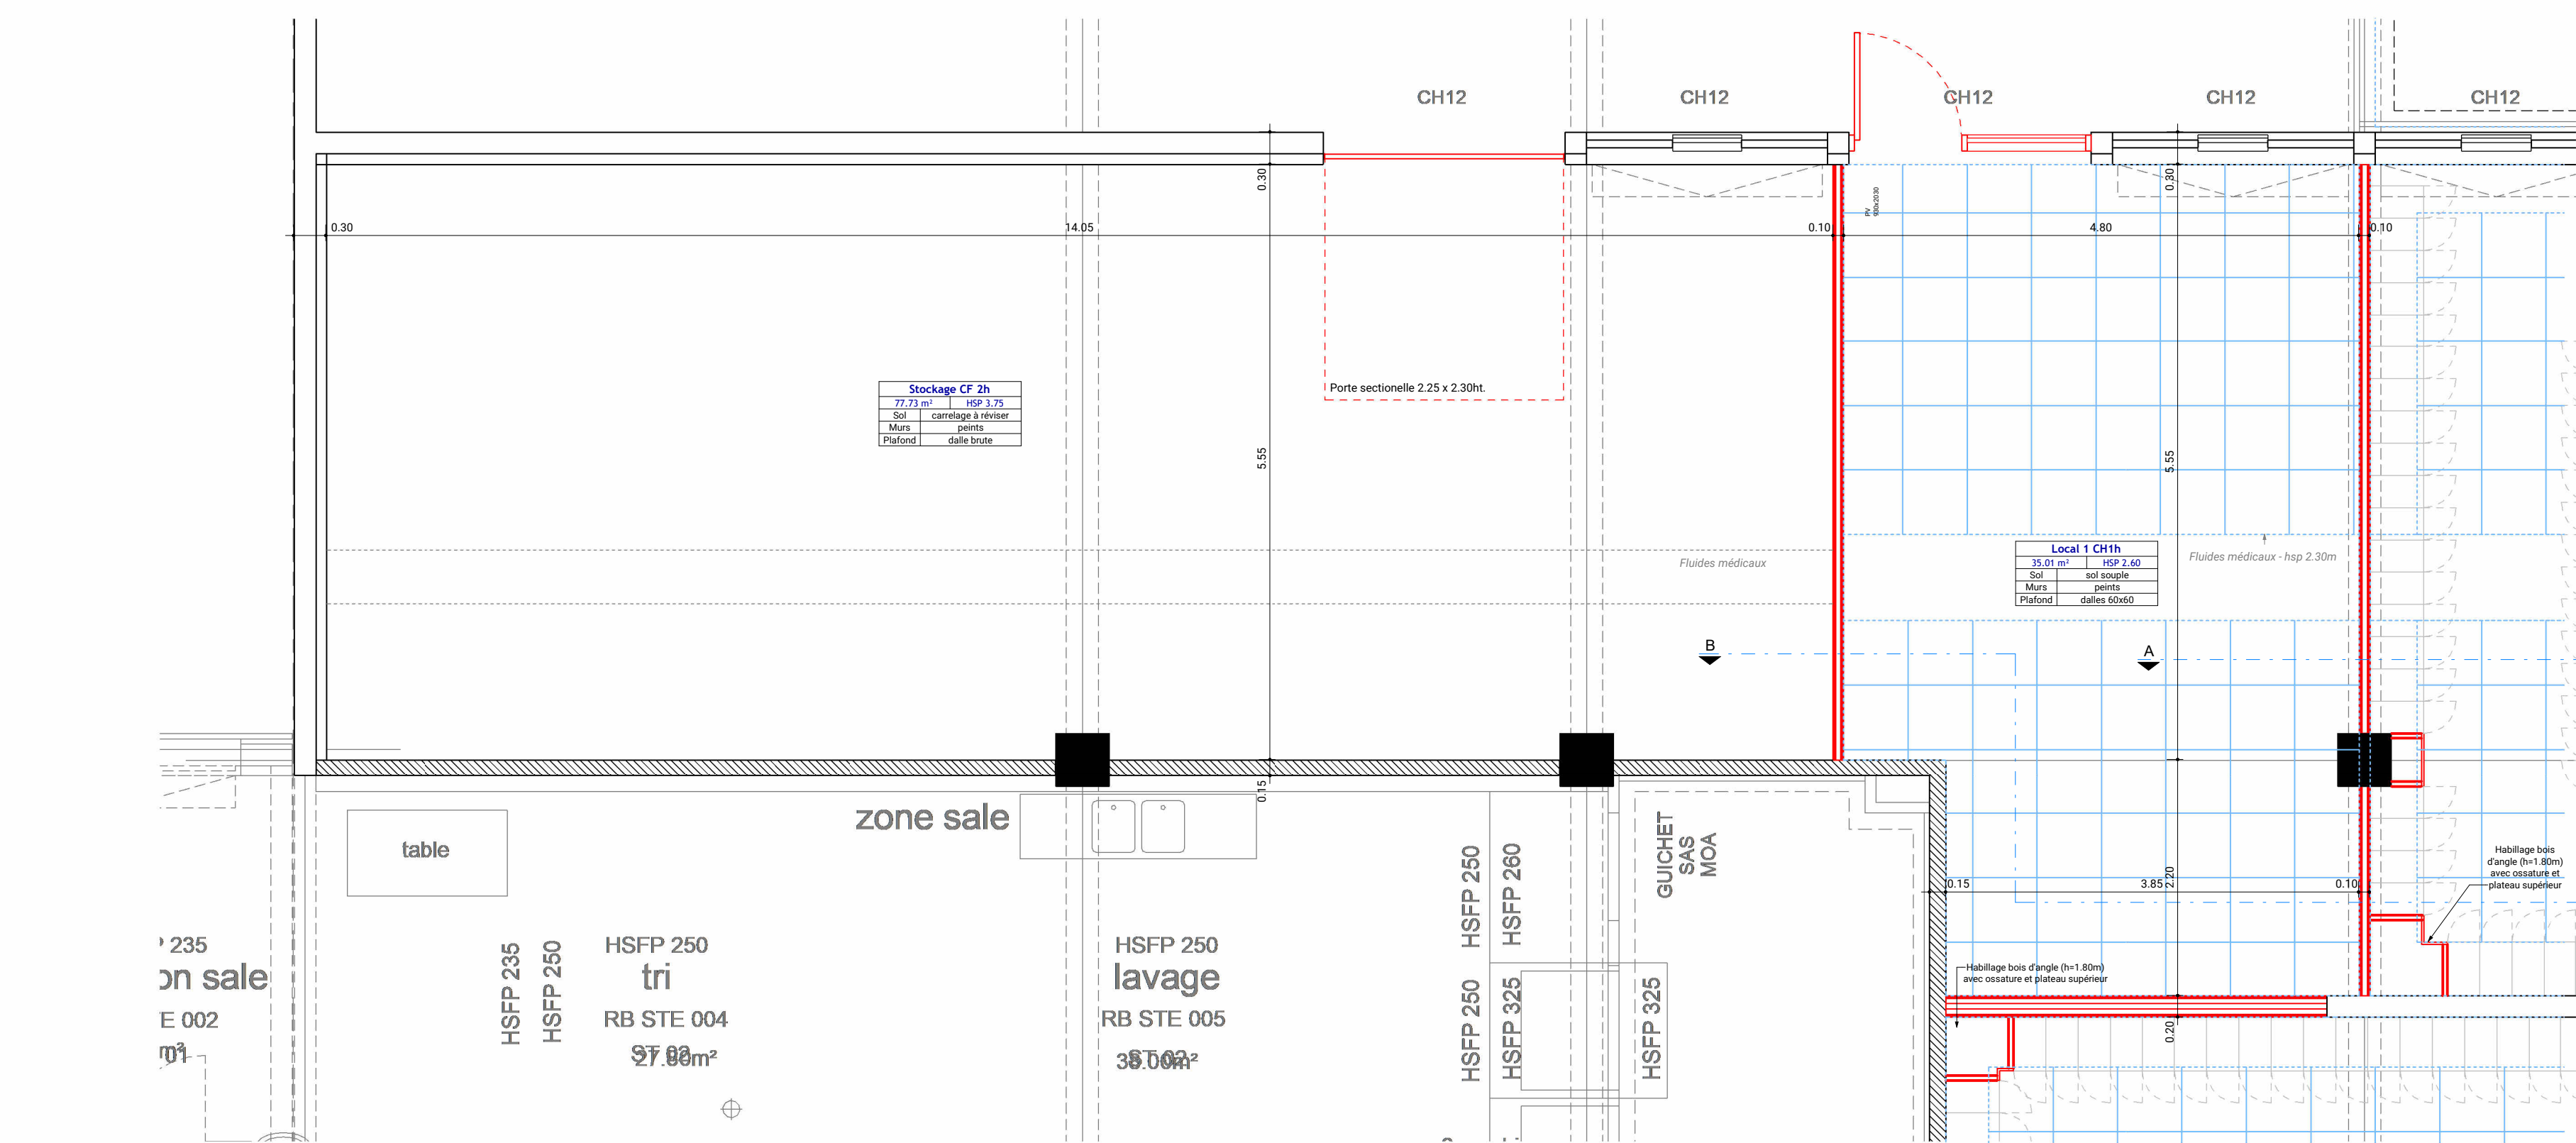 CH12
CH12
CH12
CH12
CH12
0.30
0.30
PV
900x2030
0.30
14.05
0.10
4.80
0.10
Porte sectionelle 2.25 x 2.30ht.
Stockage CF 2h
77.73 m²
HSP 3.75
Sol
carrelage à réviser
Murs
peints
Plafond
dalle brute
5.55
5.55
Fluides médicaux
Local 1 CH1h
35.01 m²
HSP 2.60
Sol
sol souple
Murs
peints
Plafond
dalles 60x60
Fluides médicaux - hsp 2.30m
B
A
0.15
zone sale
table
GUICHET
SAS
MOA
HSFP 250
HSFP 260
0.15
3.85
2.20
0.10
Habillage bois
d'angle (h=1.80m)
avec ossature et
plateau supérieur
235
on sale
E 002
m²
HSFP 235
HSFP 250
HSFP 250
tri
RB STE 004
HSFP 250
lavage
RB STE 005
HSFP 250
HSFP 325
HSFP 325
Habillage bois d'angle (h=1.80m)
avec ossature et plateau supérieur
0.20